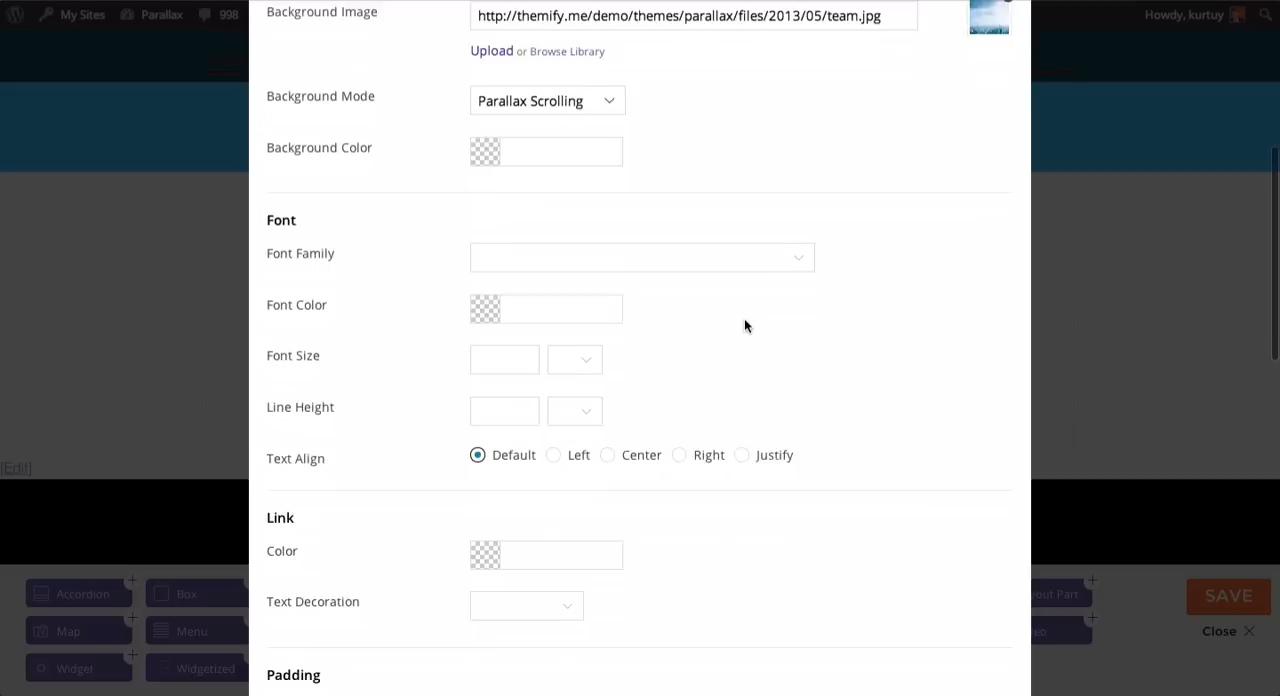 My Sites Parallax 998 Howdy, kurtuy
Background Image http://themify.me/demo/themes/parallax/files/2013/05/team.jpg
Upload or Browse Library
Background Mode Parallax Scrolling
Background Color
Font
Font Family
Font Color
Font Size
Line Height
Text Align Default Left Center Right Justify
[Edit]
Link
Color
Text Decoration
Accordion Box out Part SAVE
Map Menu eo Close
Widget Widgetized
Padding